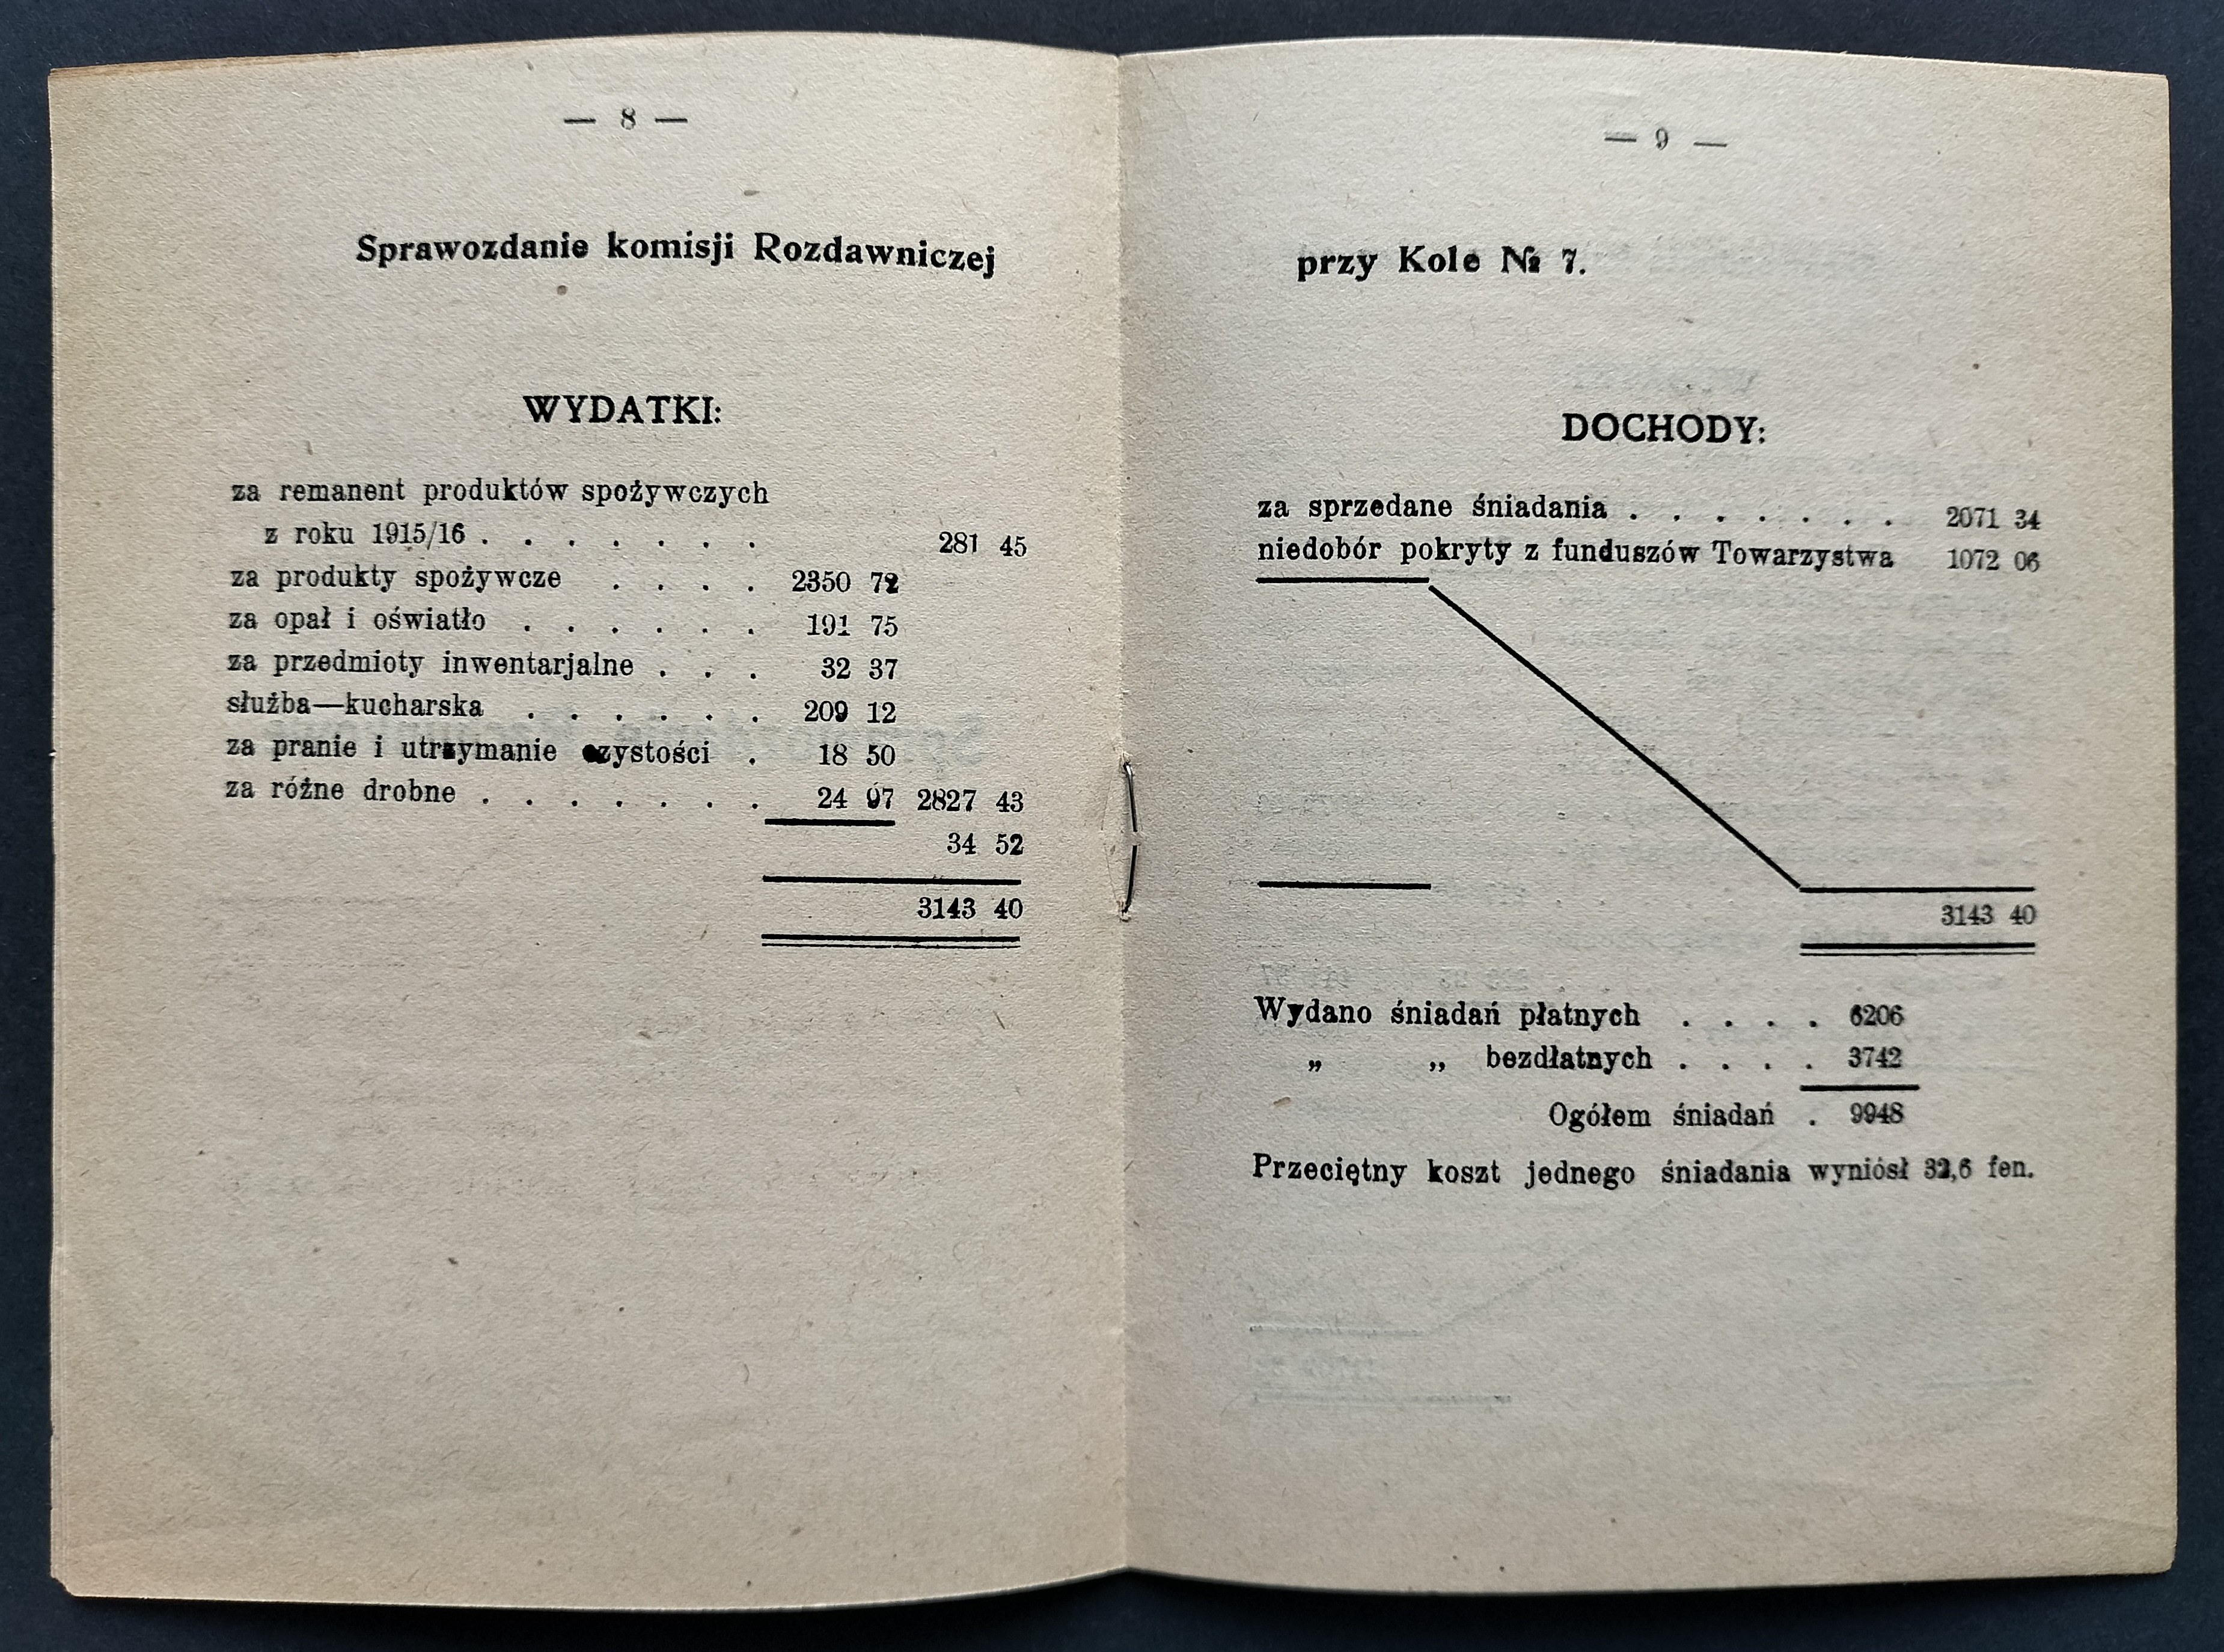 — 8 —
Sprawozdanie komisji Rozdawniczej
WYDATKI:
za remanent produktów spożywczych
z roku 1915/16 . . . . . . . 281 45
za produkty spożywcze . . . . 2350 72
za opał i oświatło . . . . . . 191 75
za przedmioty inwentarjalne . . . 32 37
służba—kucharska . . . . . . 209 12
za pranie i utrzymanie czystości . 18 50
za różne drobne . . . . . . . 24 97 2827 43
34 52
3143 40
— 9 —
przy Kole № 7.
DOCHODY:
za sprzedane śniadania . . . . . . . 2071 34
niedobór pokryty z funduszów Towarzystwa 1072 06
3143 40
Wydano śniadań płatnych . . . . 6206
„ „ bezdłatnych . . . . 3742
Ogółem śniadań . 9948
Przeciętny koszt jednego śniadania wyniósł 32,6 fen.